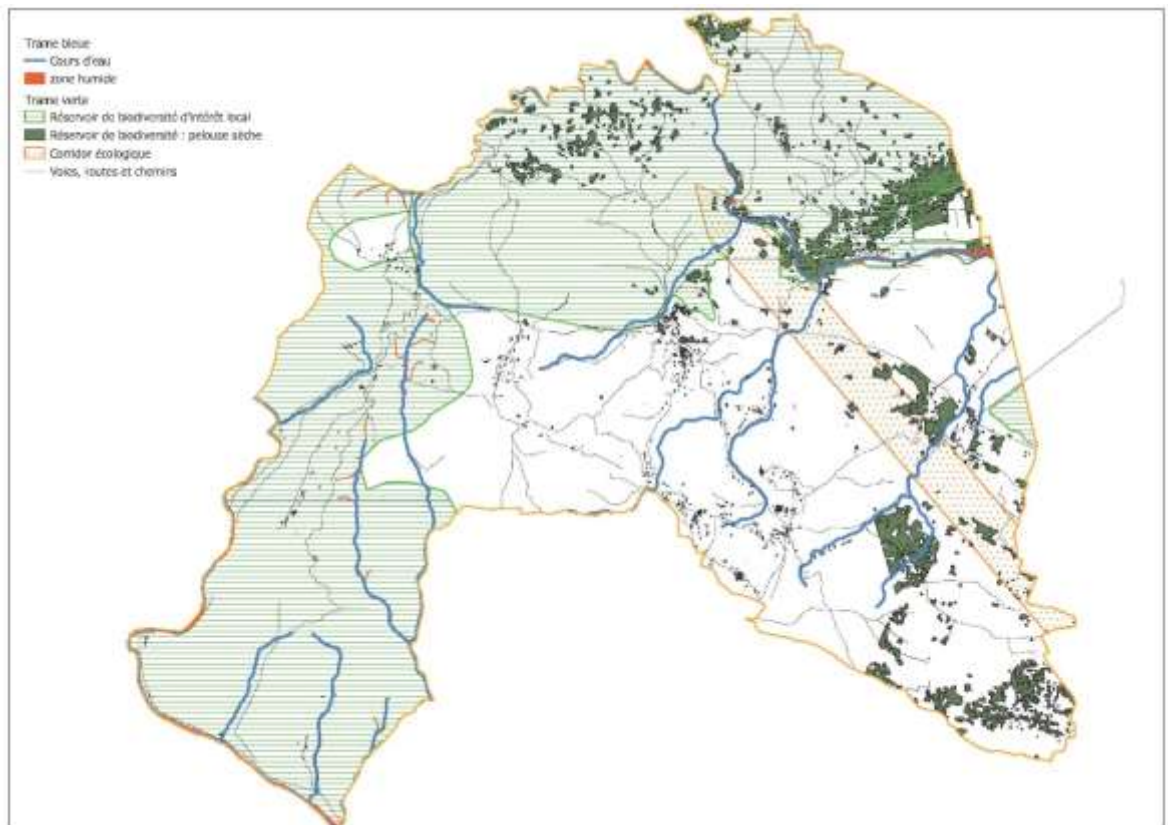 Trame bleue
Cours d'eau
zone humide
Trame verte
Réservoir de biodiversité d'intérêt local
Réservoir de biodiversité : pelouse sèche
Corridor écologique
Voies, routes et chemins